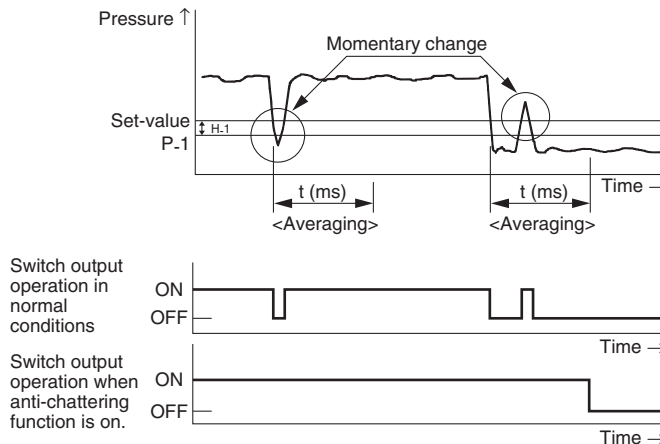 Pressure ↑
Momentary change
Set-value
H-1
P-1
t (ms)
t (ms)
Time →
<Averaging>
<Averaging>
Switch output
operation in
normal
conditions
ON
OFF
Time →
Switch output
operation when
anti-chattering
function is on.
ON
OFF
Time →